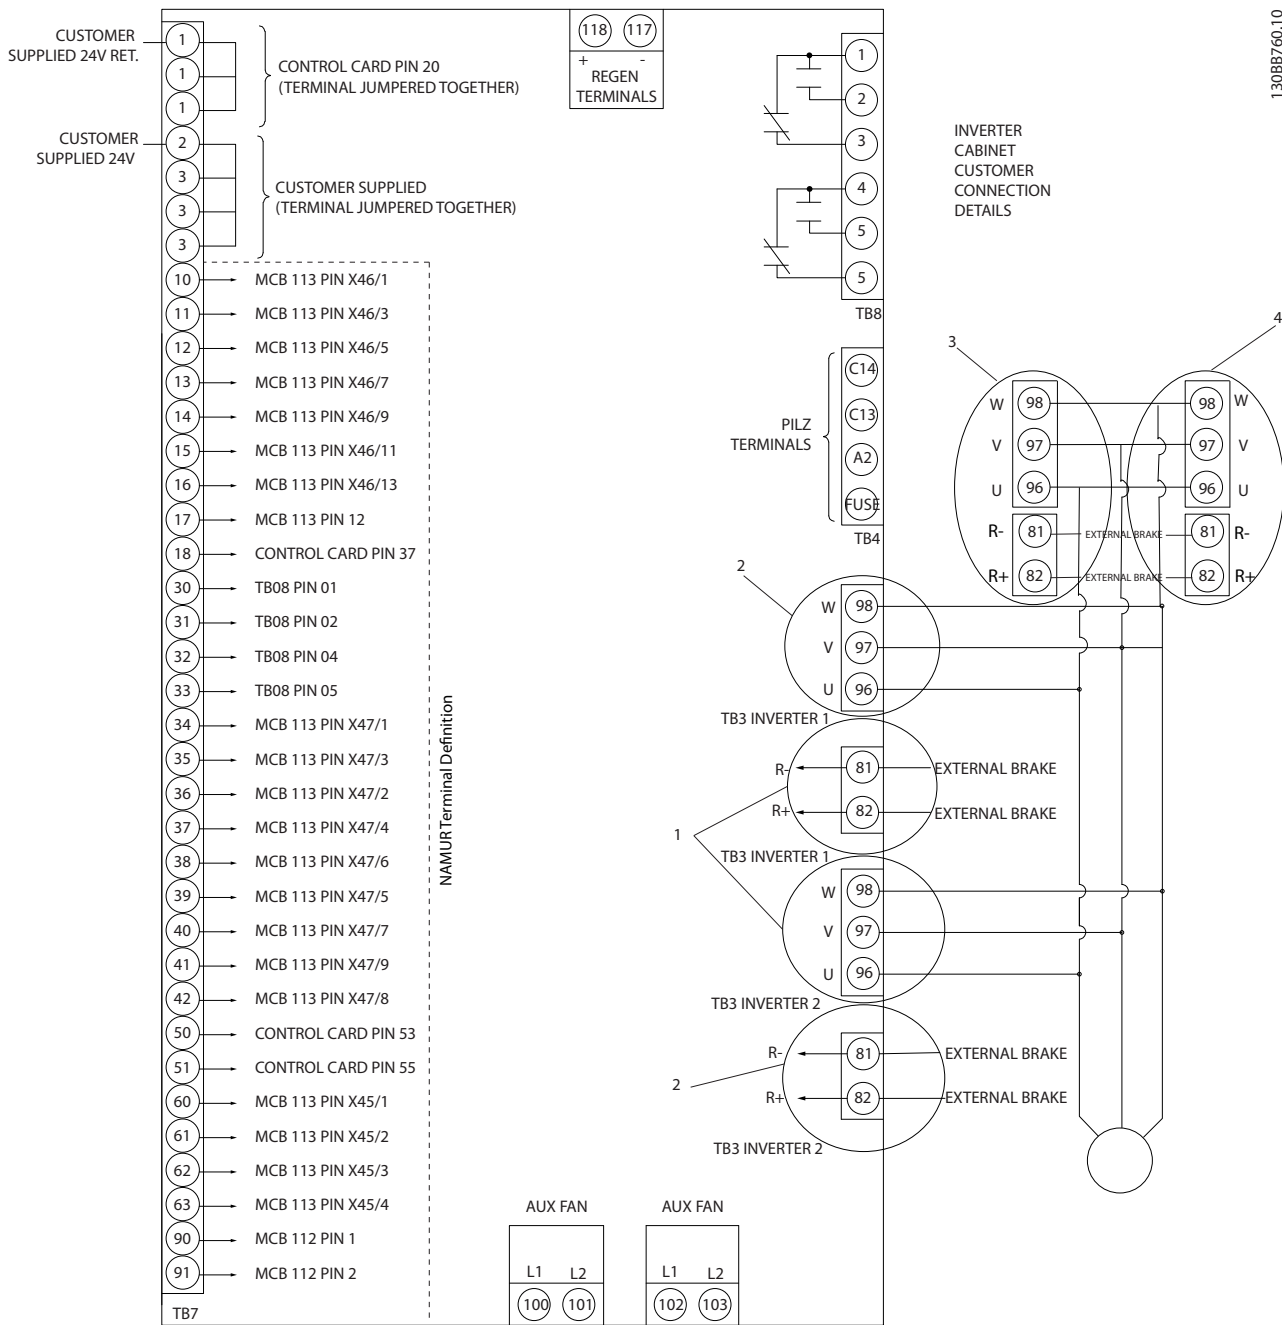 130BB760.10
CUSTOMER
SUPPLIED 24V RET.
1
1
1
CONTROL CARD PIN 20
(TERMINAL JUMPERED TOGETHER)
CUSTOMER
SUPPLIED 24V
2
3
3
3
CUSTOMER SUPPLIED
(TERMINAL JUMPERED TOGETHER)
10 MCB 113 PIN X46/1
11 MCB 113 PIN X46/3
12 MCB 113 PIN X46/5
13 MCB 113 PIN X46/7
14 MCB 113 PIN X46/9
15 MCB 113 PIN X46/11
16 MCB 113 PIN X46/13
17 MCB 113 PIN 12
18 CONTROL CARD PIN 37
30 TB08 PIN 01
31 TB08 PIN 02
32 TB08 PIN 04
33 TB08 PIN 05
34 MCB 113 PIN X47/1
35 MCB 113 PIN X47/3
36 MCB 113 PIN X47/2
37 MCB 113 PIN X47/4
38 MCB 113 PIN X47/6
39 MCB 113 PIN X47/5
40 MCB 113 PIN X47/7
41 MCB 113 PIN X47/9
42 MCB 113 PIN X47/8
50 CONTROL CARD PIN 53
51 CONTROL CARD PIN 55
60 MCB 113 PIN X45/1
61 MCB 113 PIN X45/2
62 MCB 113 PIN X45/3
63 MCB 113 PIN X45/4
90 MCB 112 PIN 1
91 MCB 112 PIN 2
TB7
NAMUR Terminal Definition
118 117
+ -
REGEN
TERMINALS
1
2
3
4
5
5
TB8
INVERTER
CABINET
CUSTOMER
CONNECTION
DETAILS
PILZ
TERMINALS
C14
C13
A2
FUSE
TB4
2
W 98
V 97
U 96
TB3 INVERTER 1
1
R- 81 EXTERNAL BRAKE
R+ 82 EXTERNAL BRAKE
TB3 INVERTER 1
W 98
V 97
U 96
TB3 INVERTER 2
2
R- 81 EXTERNAL BRAKE
R+ 82 EXTERNAL BRAKE
TB3 INVERTER 2
3
4
W 98 98 W
V 97 97 V
U 96 96 U
R- 81 EXTERNAL BRAKE 81 R-
R+ 82 EXTERNAL BRAKE 82 R+
AUX FAN
L1 L2
100 101
AUX FAN
L1 L2
102 103